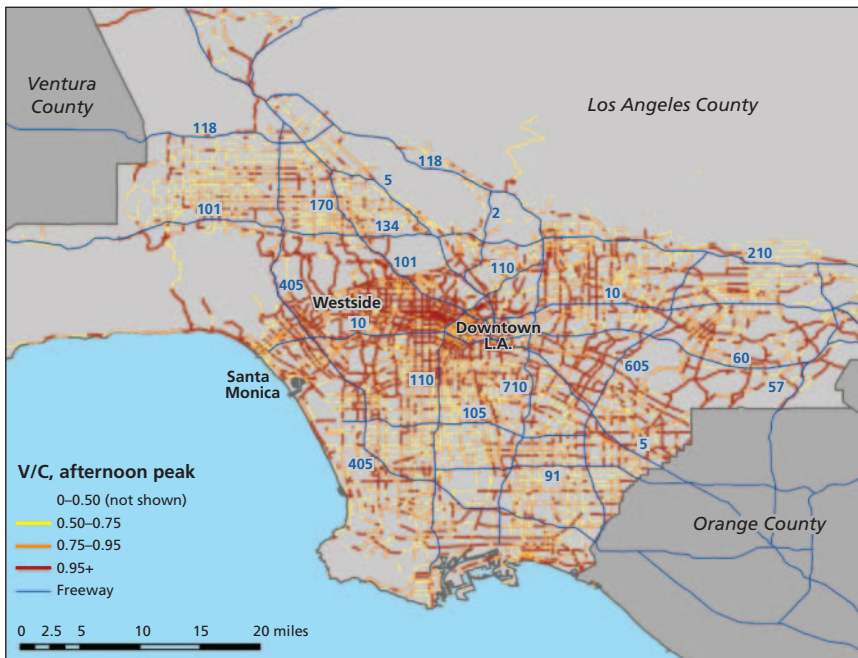 Ventura
County
Los Angeles County
118
118
5
170
2
101
134
101
110
210
405
10
Westside
10
Downtown
L.A.
Santa
Monica
110
710
605
60
57
105
5
405
91
Orange County
V/C, afternoon peak
0–0.50 (not shown)
0.50–0.75
0.75–0.95
0.95+
Freeway
0 2.5 5 10 15 20 miles